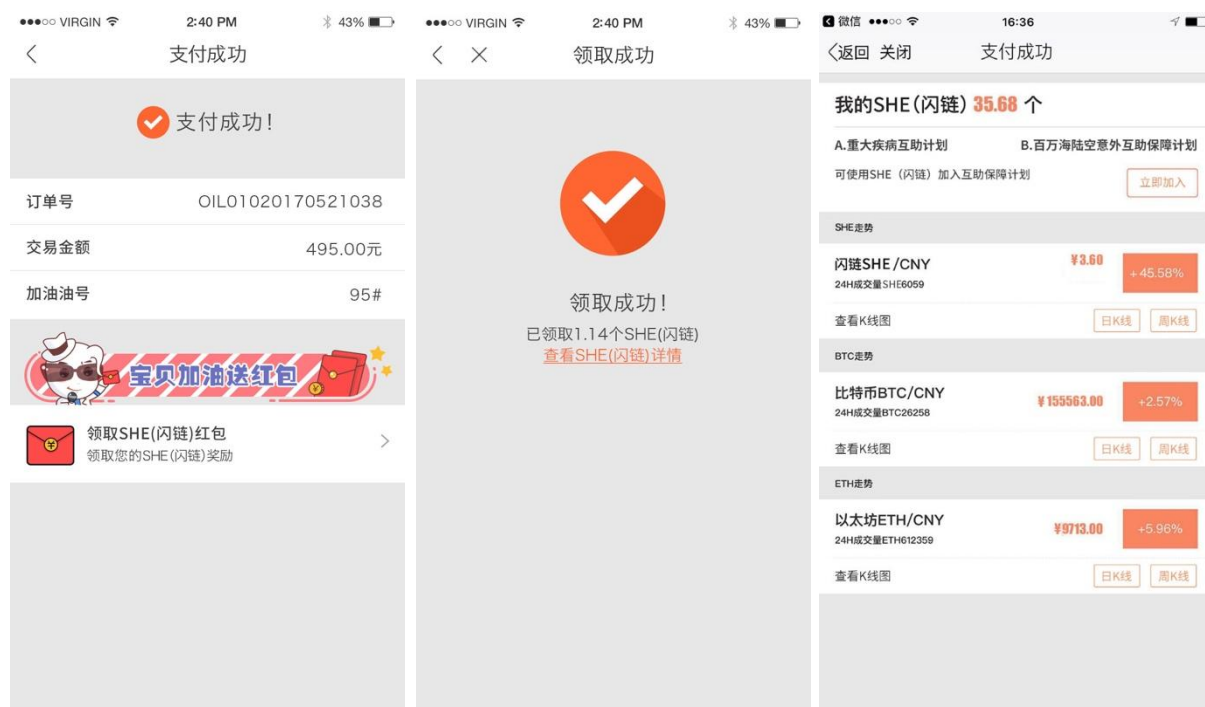 VIRGIN
2:40 PM
43%
支付成功
支付成功!
订单号
OIL01020170521038
交易金额
495.00元
加油油号
95#
宝贝加油送红包
领取SHE(闪链)红包
领取您的SHE(闪链)奖励
VIRGIN
2:40 PM
43%
领取成功
领取成功!
已领取1.14个SHE(闪链)
查看SHE(闪链)详情
微信
16:36
返回 关闭
支付成功
我的SHE(闪链) 35.68 个
A.重大疾病互助计划
B.百万海陆空意外互助保障计划
可使用SHE（闪链）加入互助保障计划
立即加入
SHE走势
闪链SHE/CNY
¥3.60
+45.58%
24H成交量SHE6059
查看K线图
日K线
周K线
BTC走势
比特币BTC/CNY
¥155563.00
+2.57%
24H成交量BTC26258
查看K线图
日K线
周K线
ETH走势
以太坊ETH/CNY
¥9713.00
+5.96%
24H成交量ETH612359
查看K线图
日K线
周K线